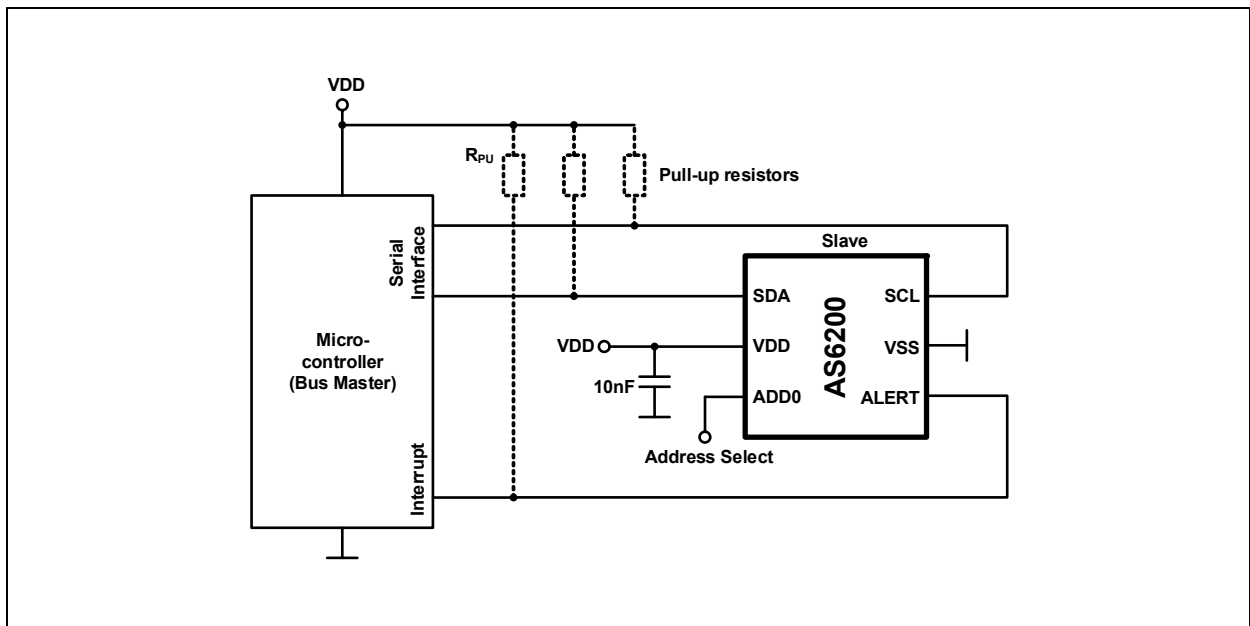 VDD
RPU
Pull-up resistors
Serial
Interface
Micro-
controller
(Bus Master)
Interrupt
Slave
SDA
SCL
VDD
VDD
VSS
10nF
ADD0
ALERT
AS6200
Address Select